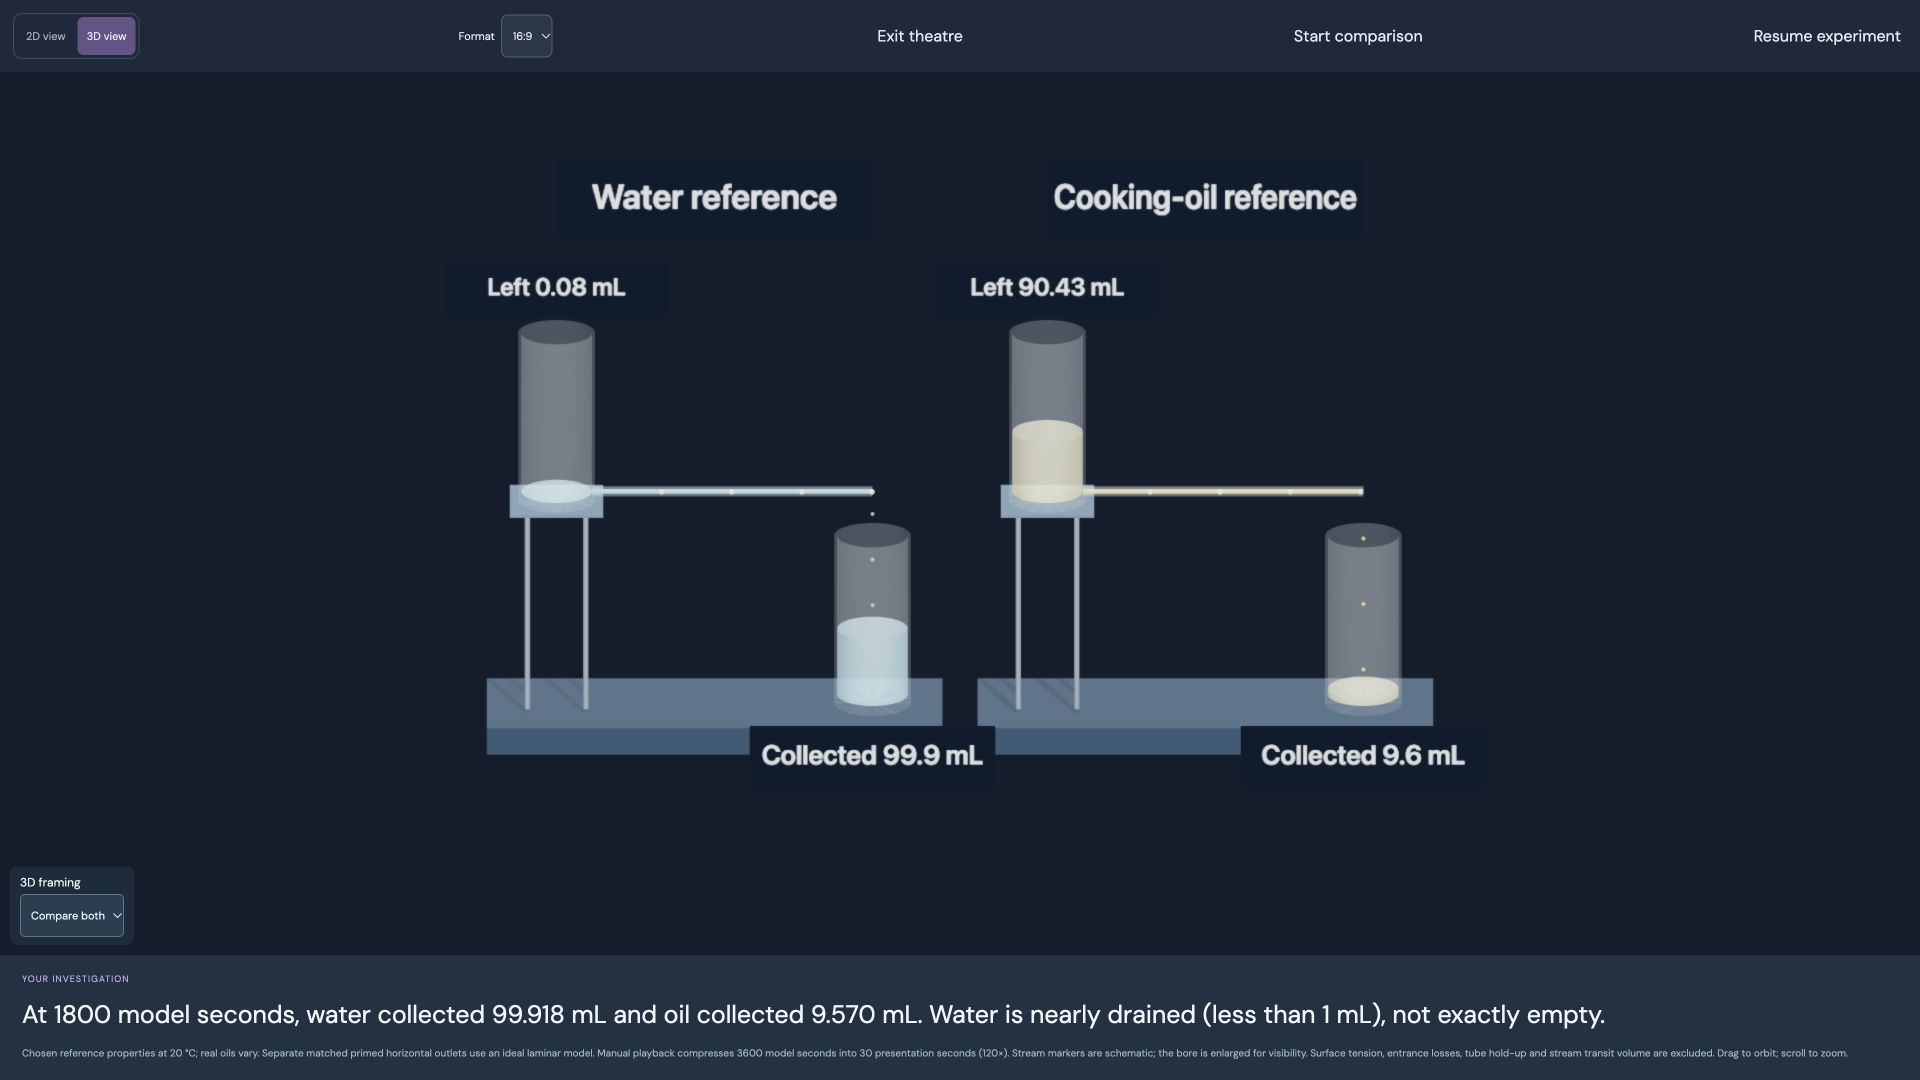 2D view
3D view
Format
16:9
Exit theatre
Start comparison
Resume experiment
Water reference
Cooking-oil reference
Left 0.08 mL
Left 90.43 mL
Collected 99.9 mL
Collected 9.6 mL
3D framing
Compare both
YOUR INVESTIGATION
At 1800 model seconds, water collected 99.918 mL and oil collected 9.570 mL. Water is nearly drained (less than 1 mL), not exactly empty.
Chosen reference properties at 20 °C; real oils vary. Separate matched primed horizontal outlets use an ideal laminar model. Manual playback compresses 3600 model seconds into 30 presentation seconds (120×). Stream markers are schematic; the bore is enlarged for visibility. Surface tension, entrance losses, tube hold-up and stream transit volume are excluded. Drag to orbit; scroll to zoom.